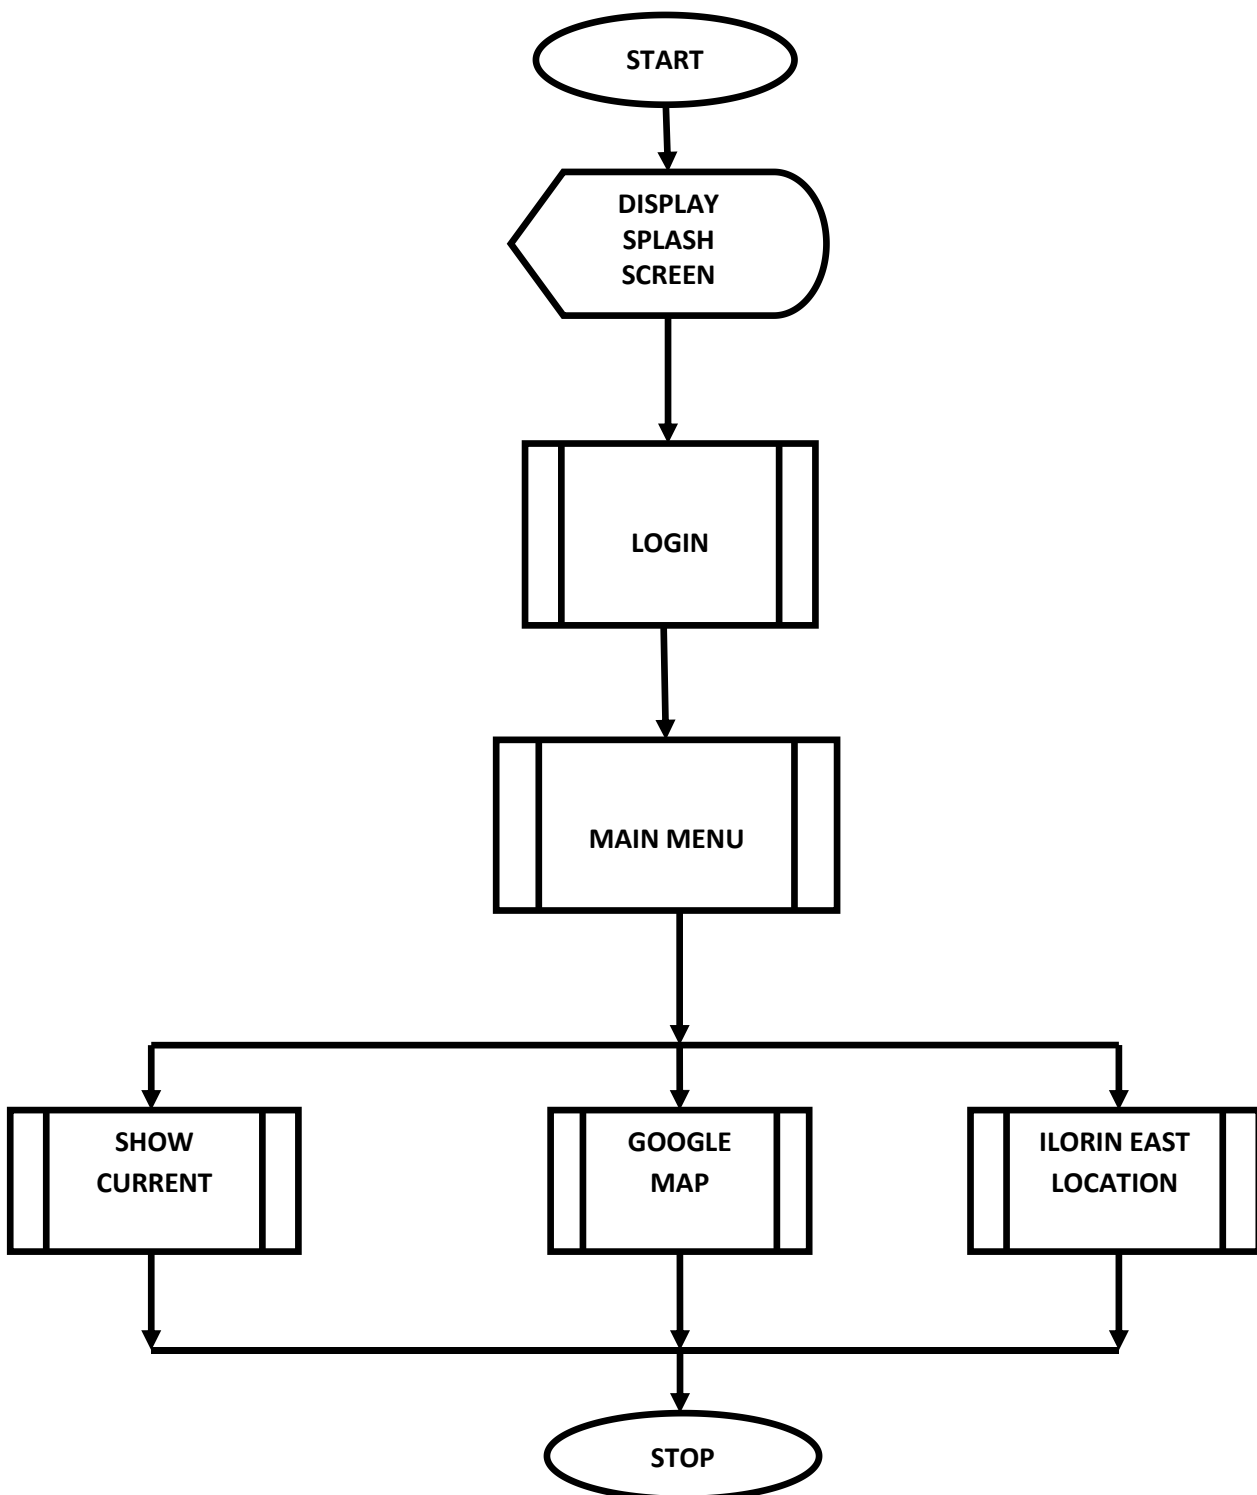 START
DISPLAY
SPLASH
SCREEN
LOGIN
MAIN MENU
SHOW
CURRENT
GOOGLE
MAP
ILORIN EAST
LOCATION
STOP